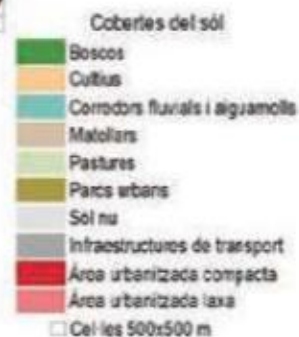 Cobertes del sòl
Boscos
Cultius
Corredors fluvials i aiguamolls
Matollars
Pastures
Parcs urbans
Sòl nu
Infraestructures de transport
Àrea urbanitzada compacta
Àrea urbanitzada laxa
Cel·les 500x500 m